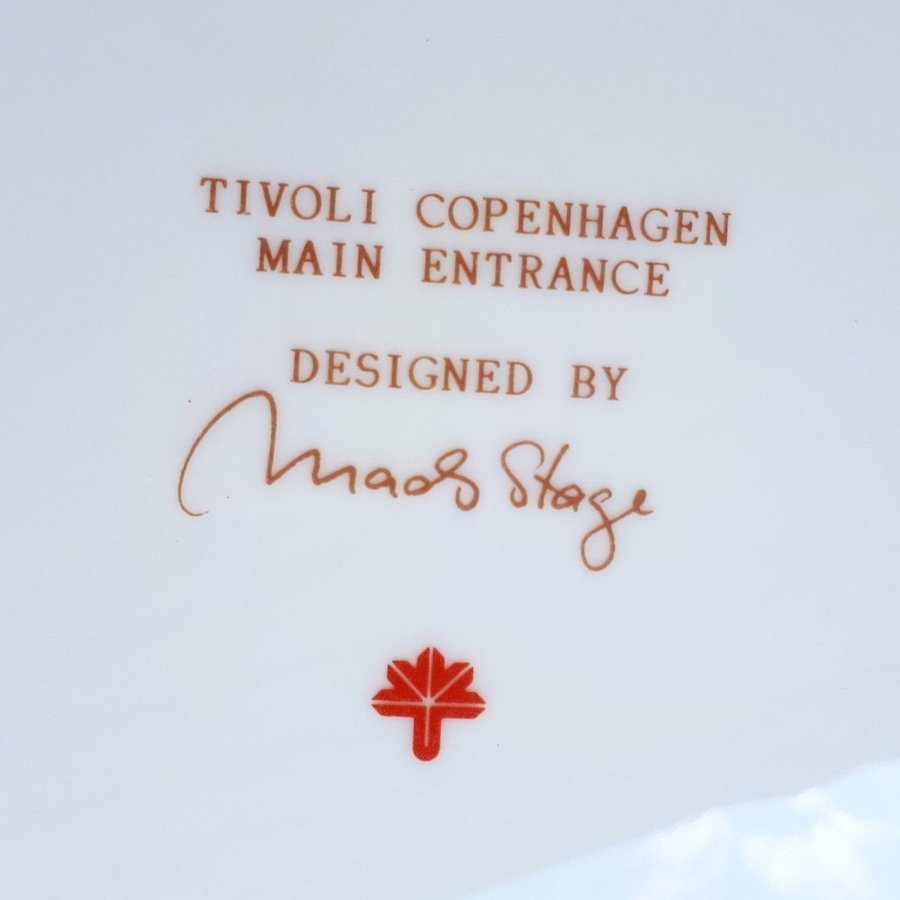 TIVOLI COPENHAGEN
MAIN ENTRANCE
DESIGNED BY
Mads Stage